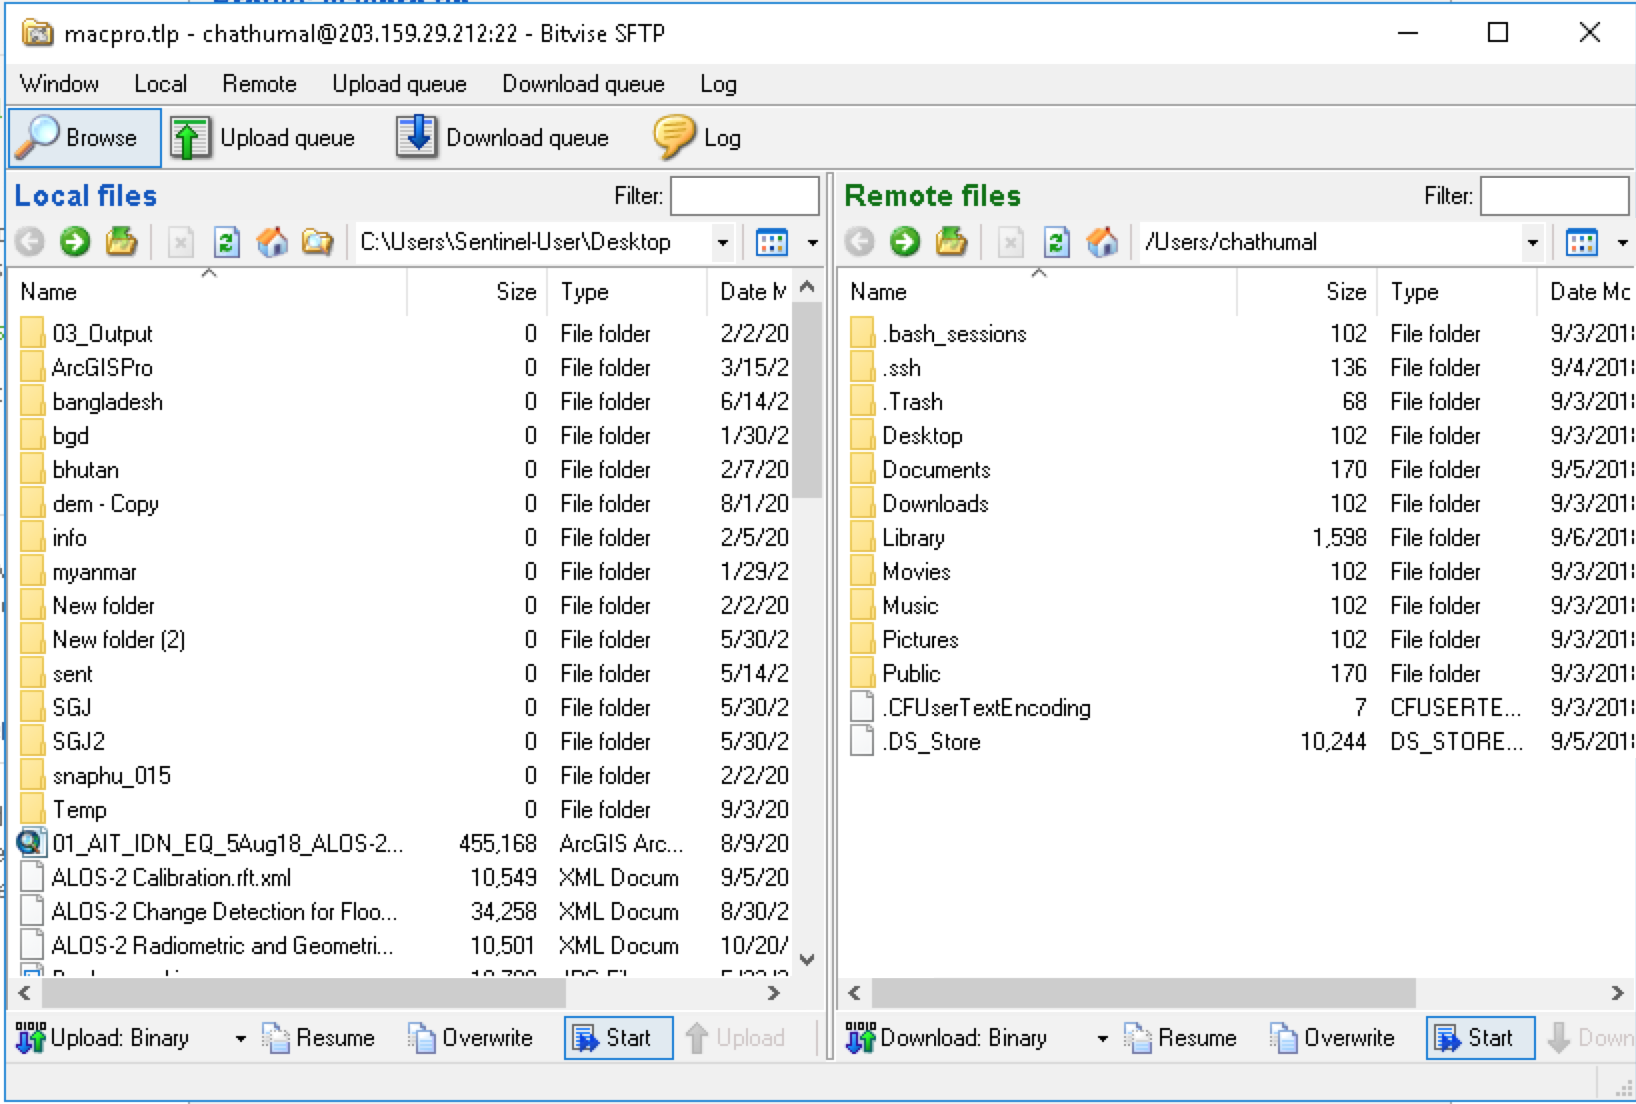 macpro.tlp - chathumal@203.159.29.212:22 - Bitvise SFTP
Window Local Remote Upload queue Download queue Log
Browse Upload queue Download queue Log
Local files Filter:
C:\Users\Sentinel-User\Desktop
Name Size Type Date M
03_Output 0 File folder 2/2/20
ArcGISPro 0 File folder 3/15/2
bangladesh 0 File folder 6/14/2
bgd 0 File folder 1/30/2
bhutan 0 File folder 2/7/20
dem - Copy 0 File folder 8/1/20
info 0 File folder 2/5/20
myanmar 0 File folder 1/29/2
New folder 0 File folder 2/2/20
New folder (2) 0 File folder 5/30/2
sent 0 File folder 5/14/2
SGJ 0 File folder 5/30/2
SGJ2 0 File folder 5/30/2
snaphu_015 0 File folder 2/2/20
Temp 0 File folder 9/3/20
01_AIT_IDN_EQ_5Aug18_ALOS-2... 455,168 ArcGIS Arc... 8/9/20
ALOS-2 Calibration.rft.xml 10,549 XML Docum 9/5/20
ALOS-2 Change Detection for Floo... 34,258 XML Docum 8/30/2
ALOS-2 Radiometric and Geometri... 10,501 XML Docum 10/20/
Upload: Binary Resume Overwrite Start Upload
Remote files Filter:
/Users/chathumal
Name Size Type Date Mc
.bash_sessions 102 File folder 9/3/201
.ssh 136 File folder 9/4/201
.Trash 68 File folder 9/3/201
Desktop 102 File folder 9/3/201
Documents 170 File folder 9/5/201
Downloads 102 File folder 9/3/201
Library 1,598 File folder 9/6/201
Movies 102 File folder 9/3/201
Music 102 File folder 9/3/201
Pictures 102 File folder 9/3/201
Public 170 File folder 9/3/201
.CFUserTextEncoding 7 CFUSERTE... 9/3/201
.DS_Store 10,244 DS_STORE... 9/5/201
Download: Binary Resume Overwrite Start Down